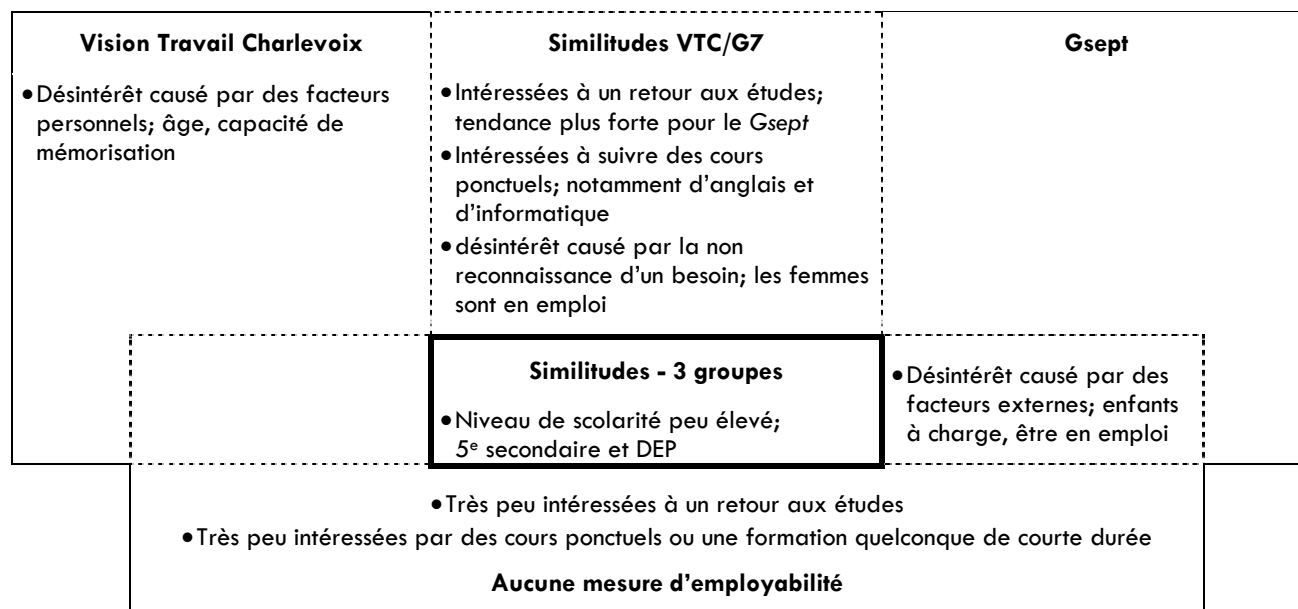 Vision Travail Charlevoix
• Désintérêt causé par des facteurs
personnels; âge, capacité de
mémorisation
Similitudes VTC/G7
• Intéressées à un retour aux études;
tendance plus forte pour le Gsept
• Intéressées à suivre des cours
ponctuels; notamment d'anglais et
d'informatique
• désintérêt causé par la non
reconnaissance d'un besoin; les femmes
sont en emploi
Gsept
Similitudes - 3 groupes
• Niveau de scolarité peu élevé;
5e secondaire et DEP
• Désintérêt causé par des
facteurs externes; enfants
à charge, être en emploi
• Très peu intéressées à un retour aux études
• Très peu intéressées par des cours ponctuels ou une formation quelconque de courte durée
Aucune mesure d'employabilité